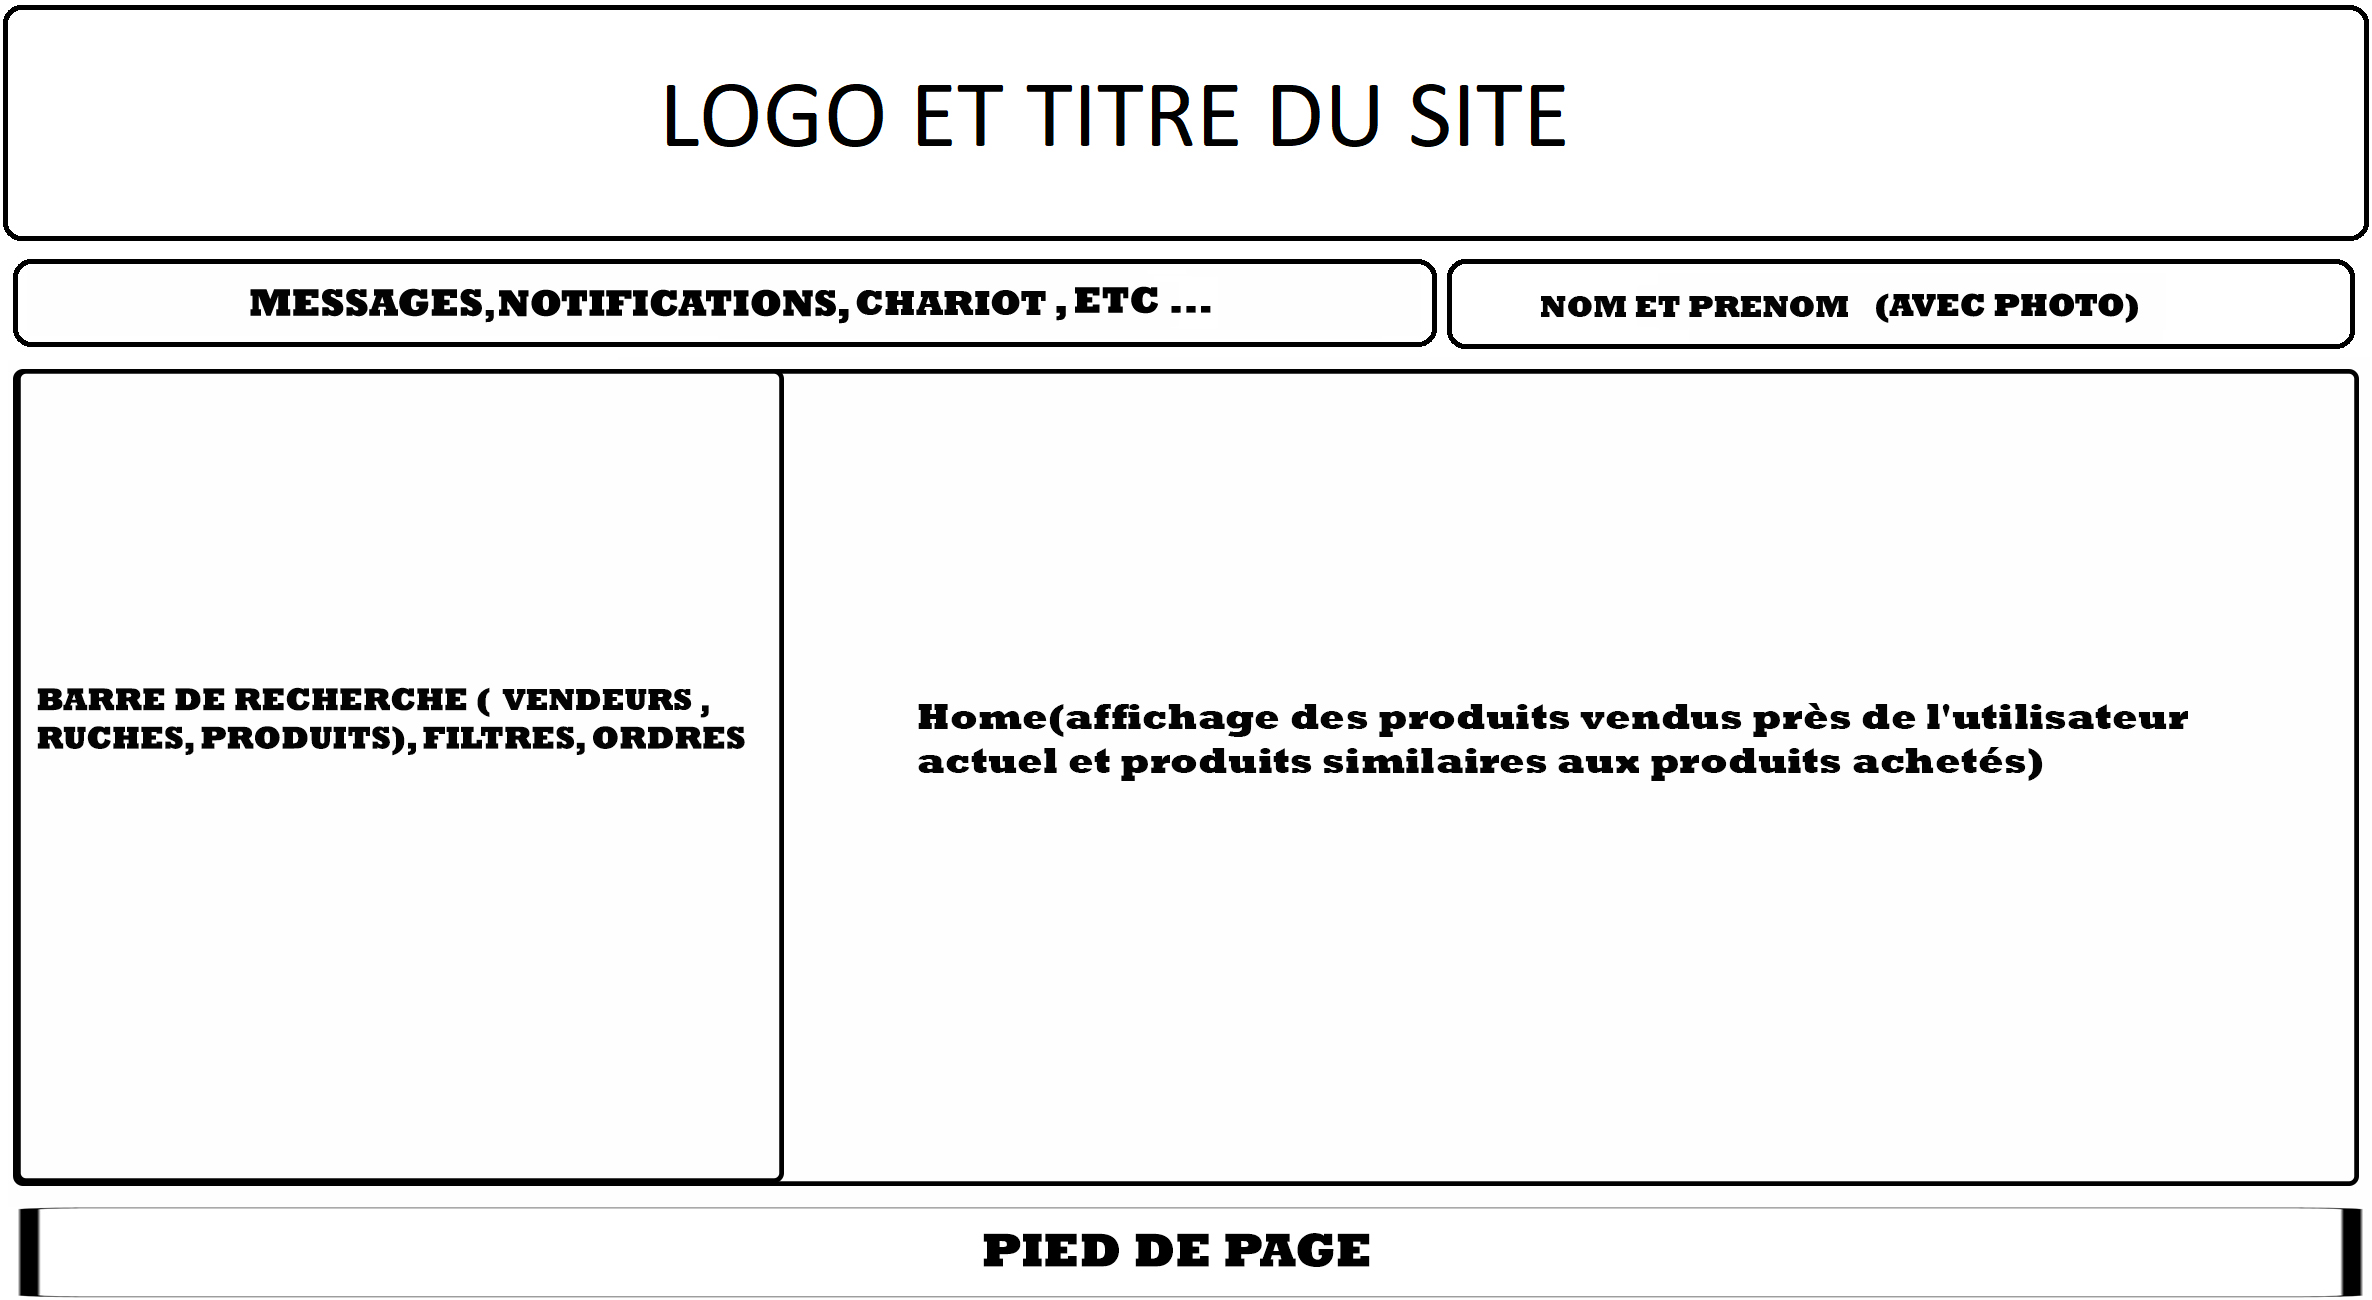 LOGO ET TITRE DU SITE
MESSAGES, NOTIFICATIONS, CHARIOT , ETC ...
NOM ET PRENOM (AVEC PHOTO)
BARRE DE RECHERCHE ( VENDEURS ,
RUCHES, PRODUITS), FILTRES, ORDRES
Home(affichage des produits vendus près de l'utilisateur
actuel et produits similaires aux produits achetés)
PIED DE PAGE